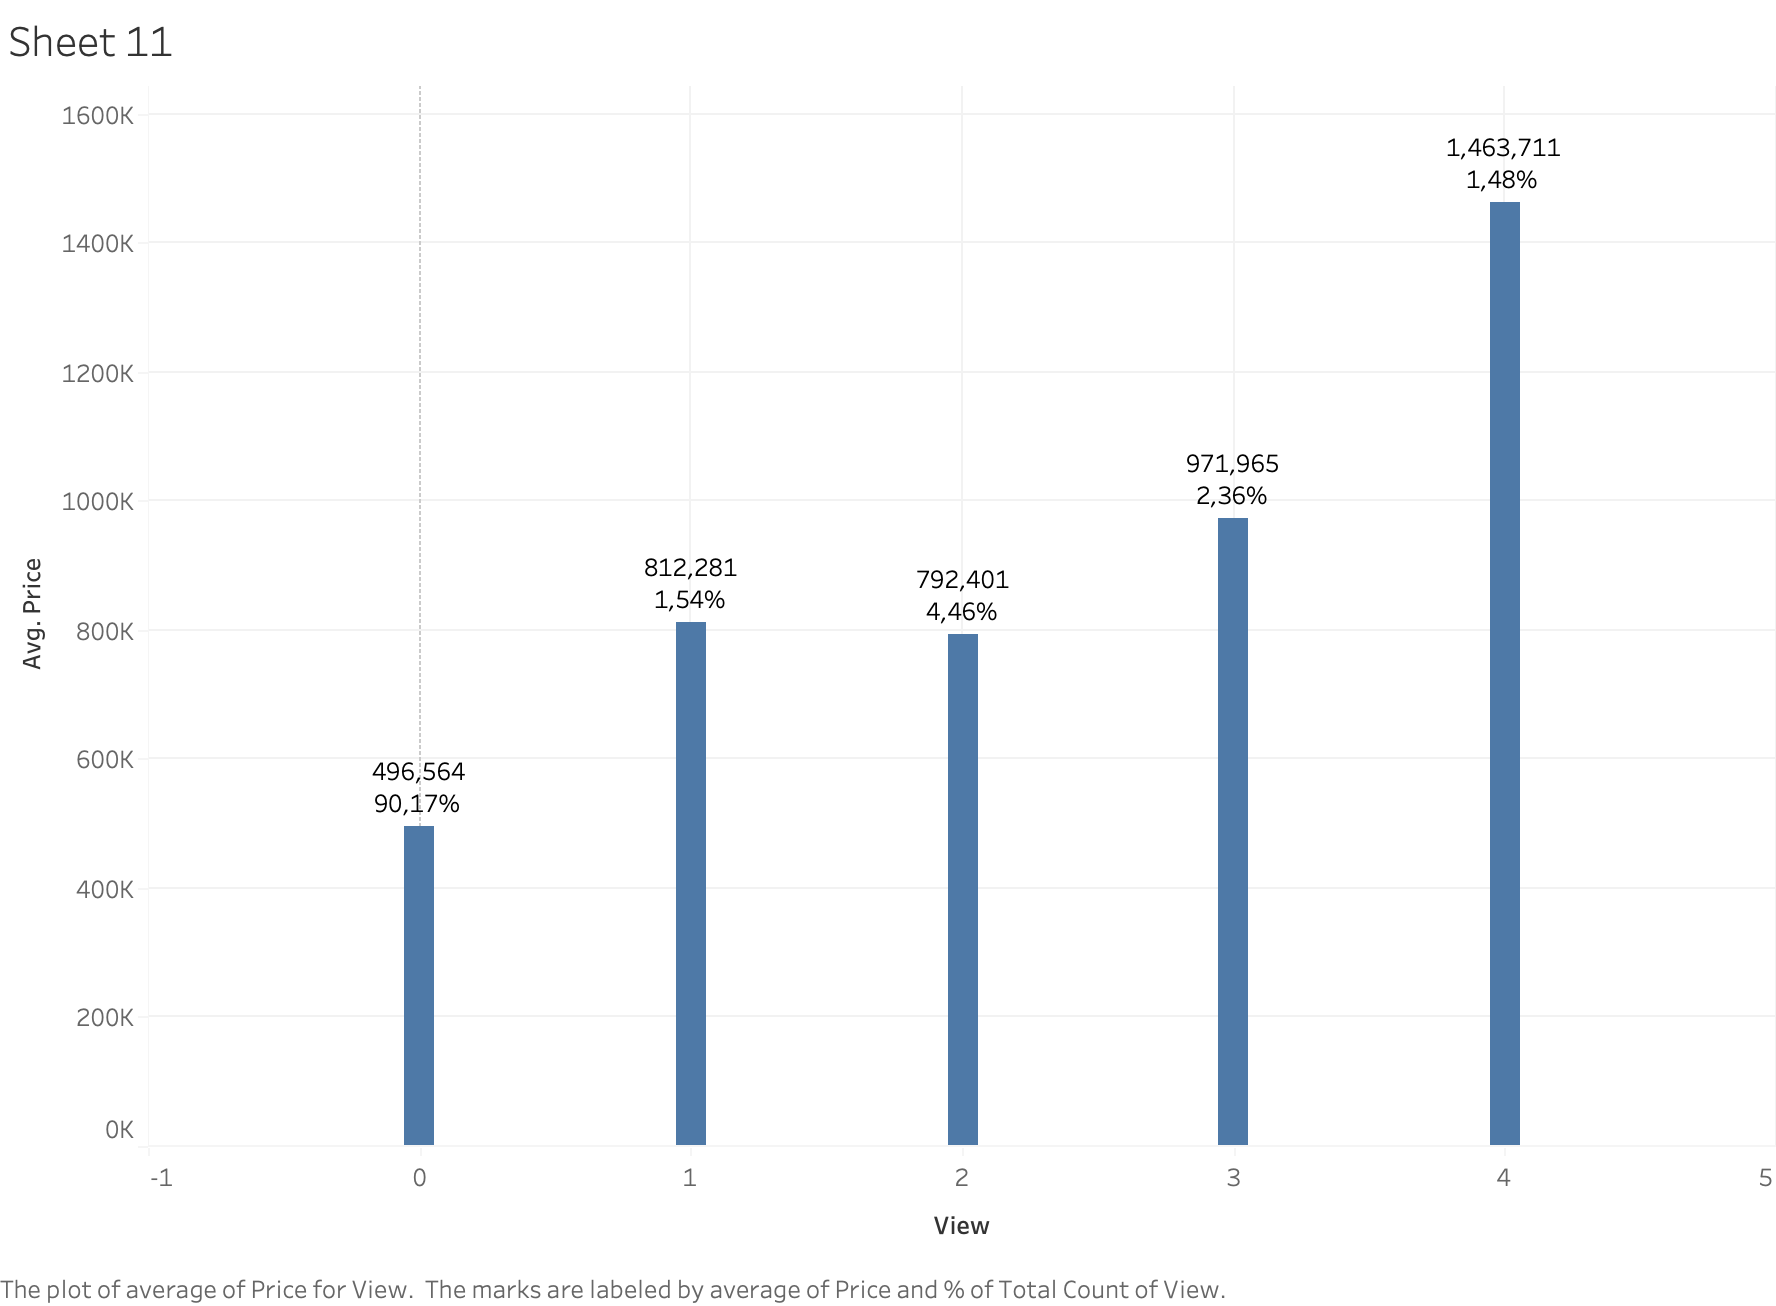 Sheet 11
1600K
1400K
1200K
1000K
800K
600K
400K
200K
0K
Avg. Price
496,564
90,17%
812,281
1,54%
792,401
4,46%
971,965
2,36%
1,463,711
1,48%
-1 0 1 2 3 4 5
View
The plot of average of Price for View. The marks are labeled by average of Price and % of Total Count of View.